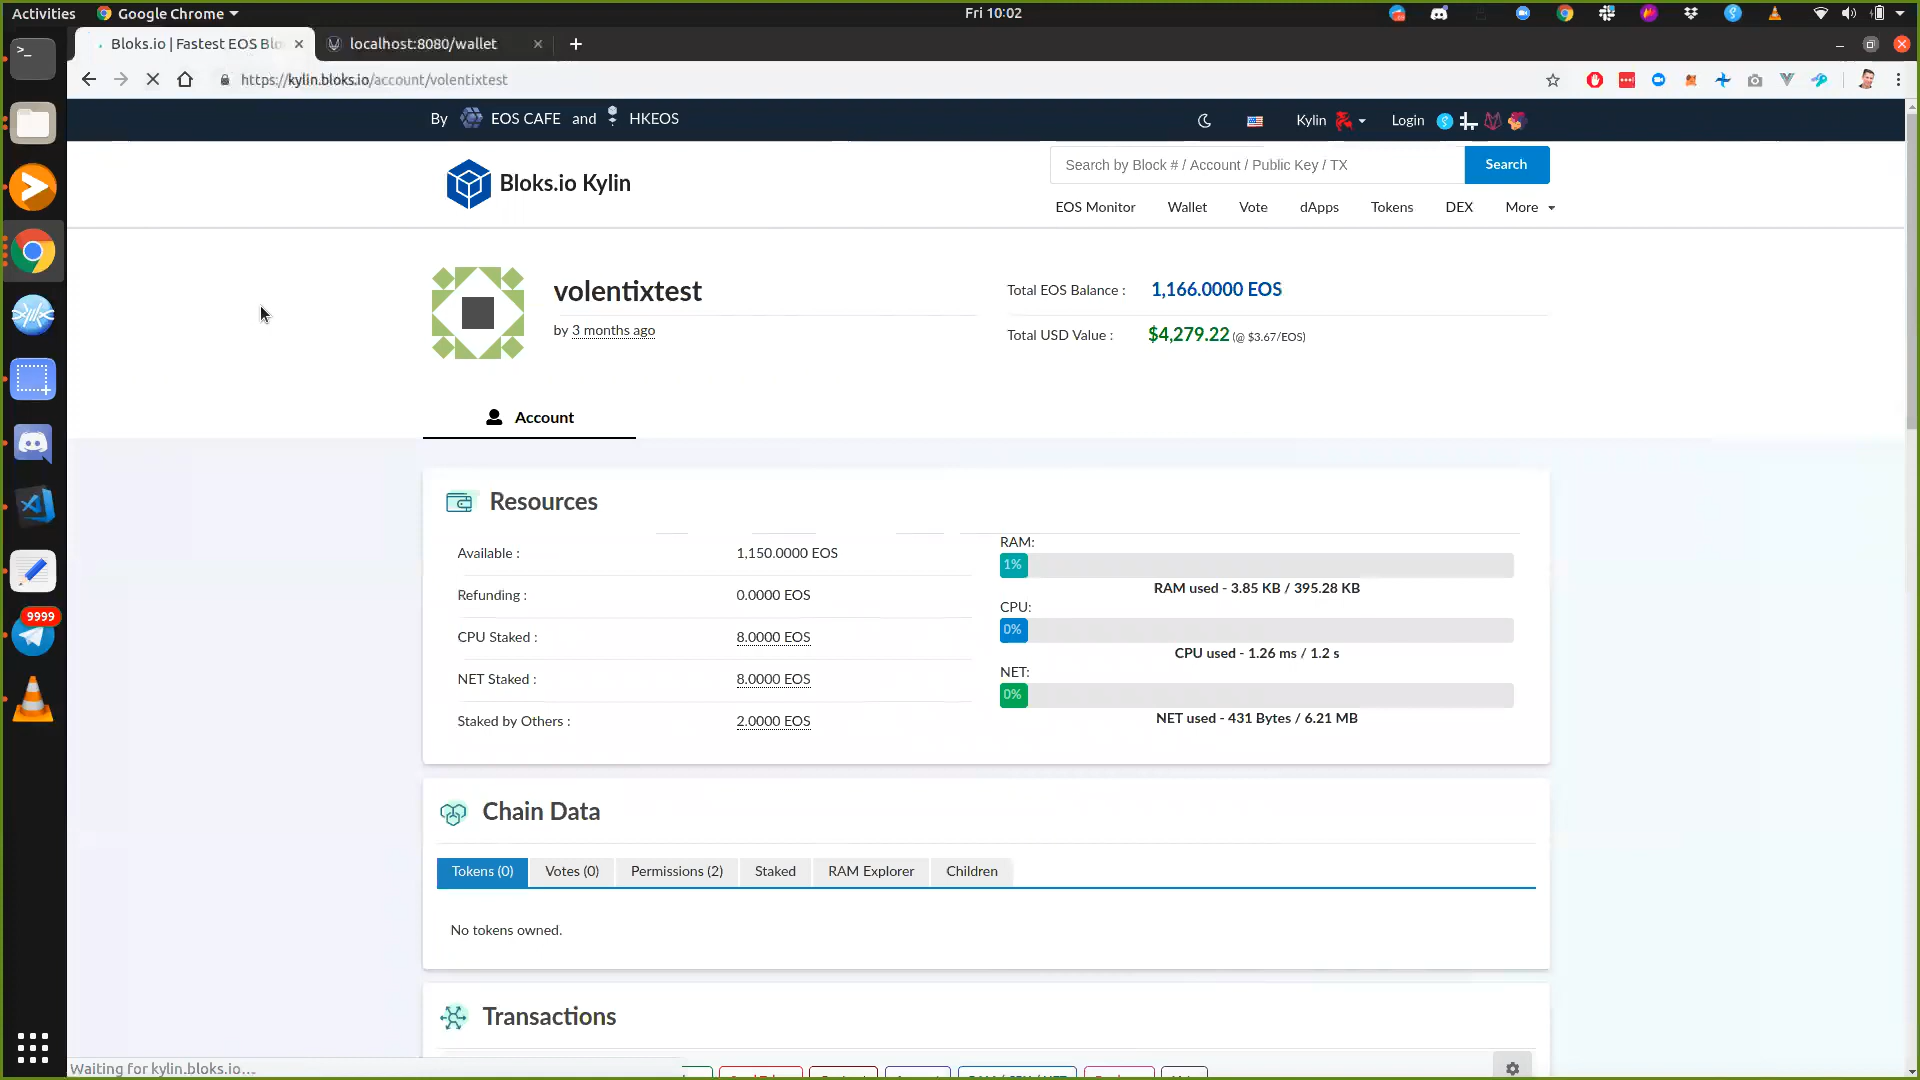 Activities
Google Chrome
Fri 10:02
Bloks.io | Fastest EOS Blo
localhost:8080/wallet
https://kylin.bloks.io/account/volentixtest
By EOS CAFE and HKEOS
Kylin
Login
Bloks.io Kylin
Search by Block # / Account / Public Key / TX
Search
EOS Monitor
Wallet
Vote
dApps
Tokens
DEX
More
volentixtest
by 3 months ago
Total EOS Balance :
1,166.0000 EOS
Total USD Value :
$4,279.22 (@ $3.67/EOS)
Account
Resources
Available :
1,150.0000 EOS
Refunding :
0.0000 EOS
CPU Staked :
8.0000 EOS
NET Staked :
8.0000 EOS
Staked by Others :
2.0000 EOS
RAM:
1%
RAM used - 3.85 KB / 395.28 KB
CPU:
0%
CPU used - 1.26 ms / 1.2 s
NET:
0%
NET used - 431 Bytes / 6.21 MB
9999
Chain Data
Tokens (0)
Votes (0)
Permissions (2)
Staked
RAM Explorer
Children
No tokens owned.
Transactions
Waiting for kylin.bloks.io...